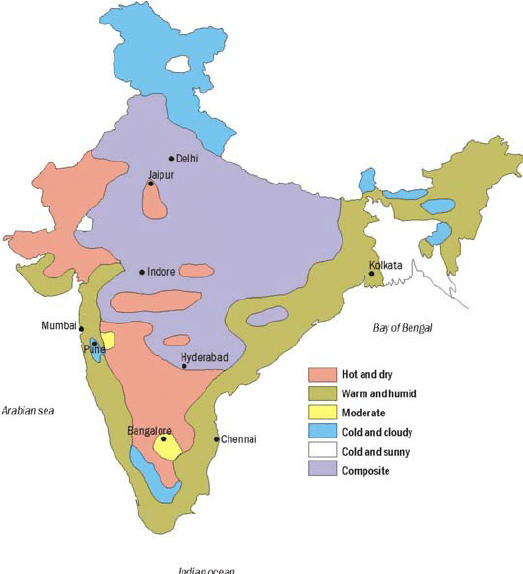 Delhi
Jaipur
Indore
Kolkata
Mumbai
Bay of Bengal
Pune
Hyderabad
Hot and dry
Warm and humid
Arabian sea
Moderate
Bangalore
Chennai
Cold and cloudy
Cold and sunny
Composite
Indian ocean